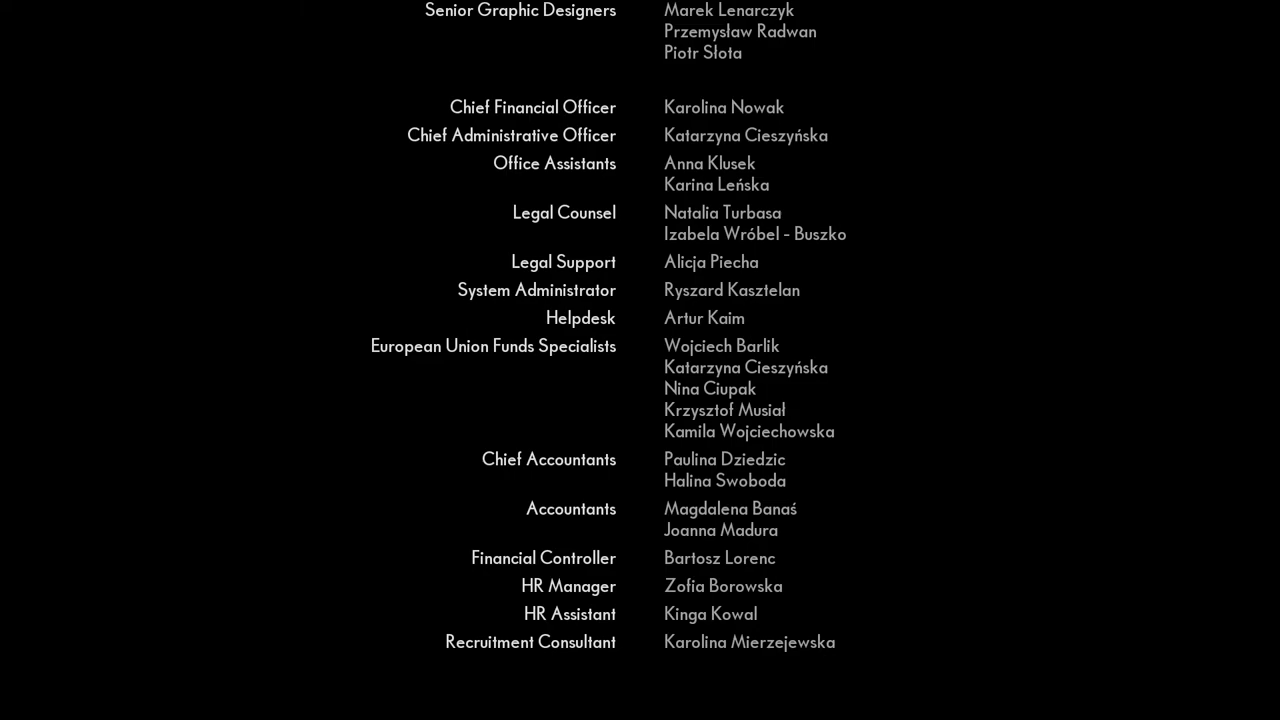 Senior Graphic Designers Marek Lenarczyk
Przemysław Radwan
Piotr Słota
Chief Financial Officer Karolina Nowak
Chief Administrative Officer Katarzyna Cieszyńska
Office Assistants Anna Klusek
Karina Leńska
Legal Counsel Natalia Turbasa
Izabela Wróbel - Buszko
Legal Support Alicja Piecha
System Administrator Ryszard Kasztelan
Helpdesk Artur Kaim
European Union Funds Specialists Wojciech Barlik
Katarzyna Cieszyńska
Nina Ciupak
Krzysztof Musiał
Kamila Wojciechowska
Chief Accountants Paulina Dziedzic
Halina Swoboda
Accountants Magdalena Banaś
Joanna Madura
Financial Controller Bartosz Lorenc
HR Manager Zofia Borowska
HR Assistant Kinga Kowal
Recruitment Consultant Karolina Mierzejewska